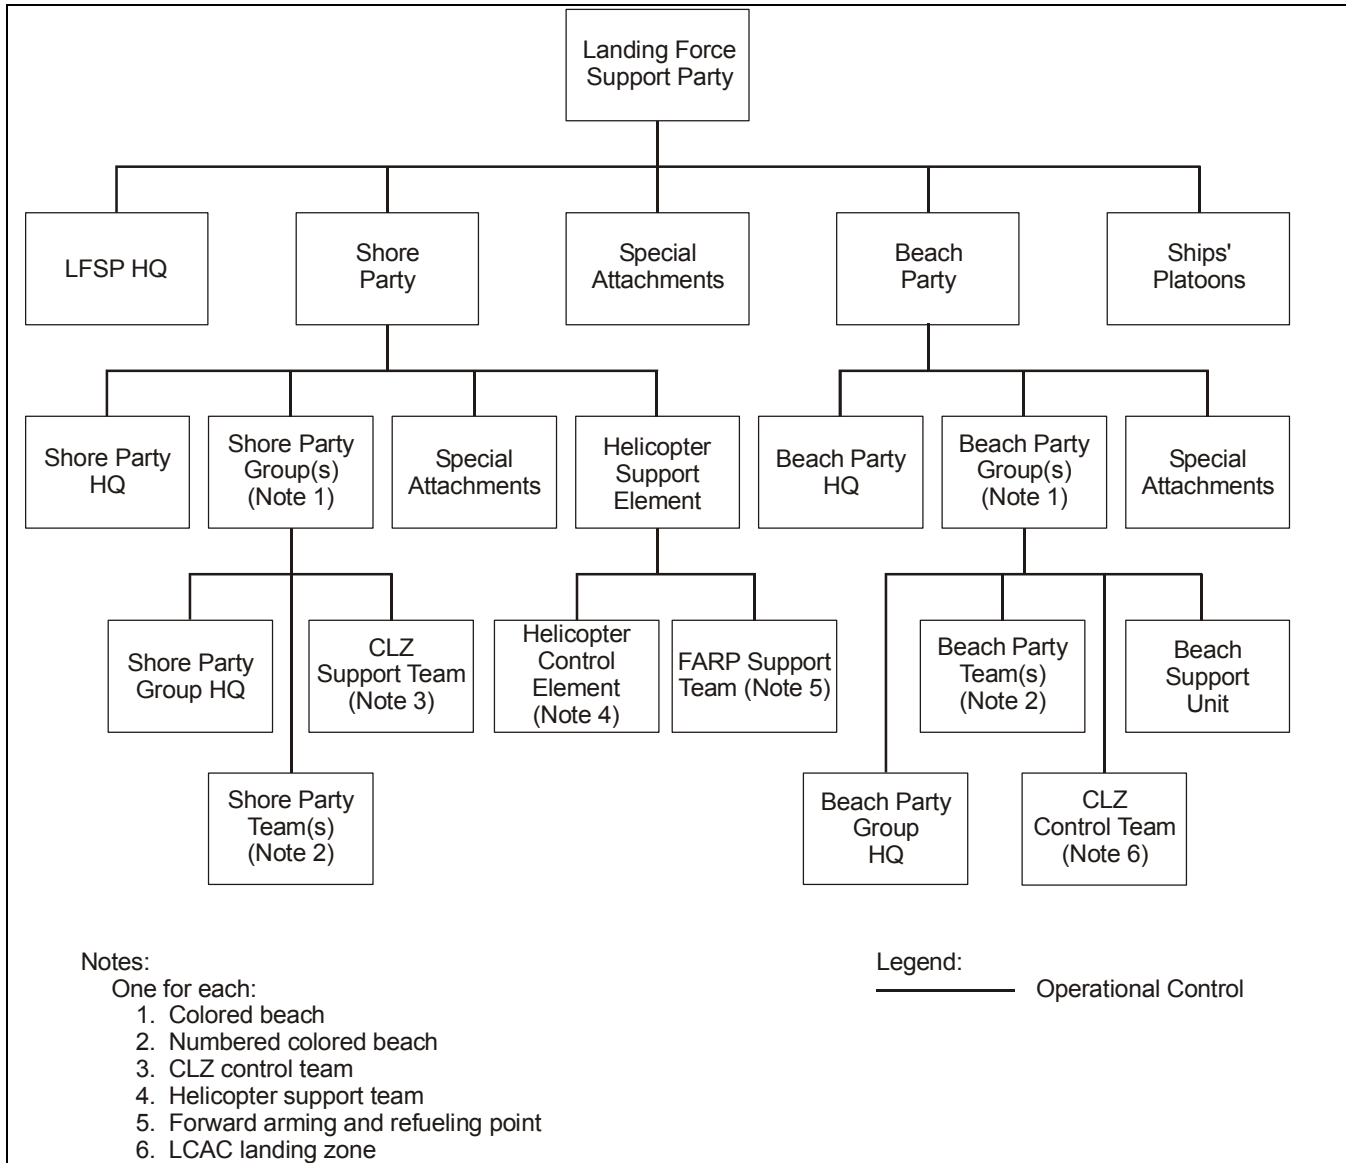 Landing Force
Support Party
LFSP HQ
Shore
Party
Special
Attachments
Beach
Party
Ships'
Platoons
Shore Party
HQ
Shore Party
Group(s)
(Note 1)
Special
Attachments
Helicopter
Support
Element
Beach Party
HQ
Beach Party
Group(s)
(Note 1)
Special
Attachments
Shore Party
Group HQ
CLZ
Support Team
(Note 3)
Helicopter
Control
Element
(Note 4)
FARP Support
Team (Note 5)
Beach Party
Team(s)
(Note 2)
Beach
Support
Unit
Shore Party
Team(s)
(Note 2)
Beach Party
Group
HQ
CLZ
Control Team
(Note 6)
Notes:
One for each:
1. Colored beach
2. Numbered colored beach
3. CLZ control team
4. Helicopter support team
5. Forward arming and refueling point
6. LCAC landing zone
Legend:
Operational Control